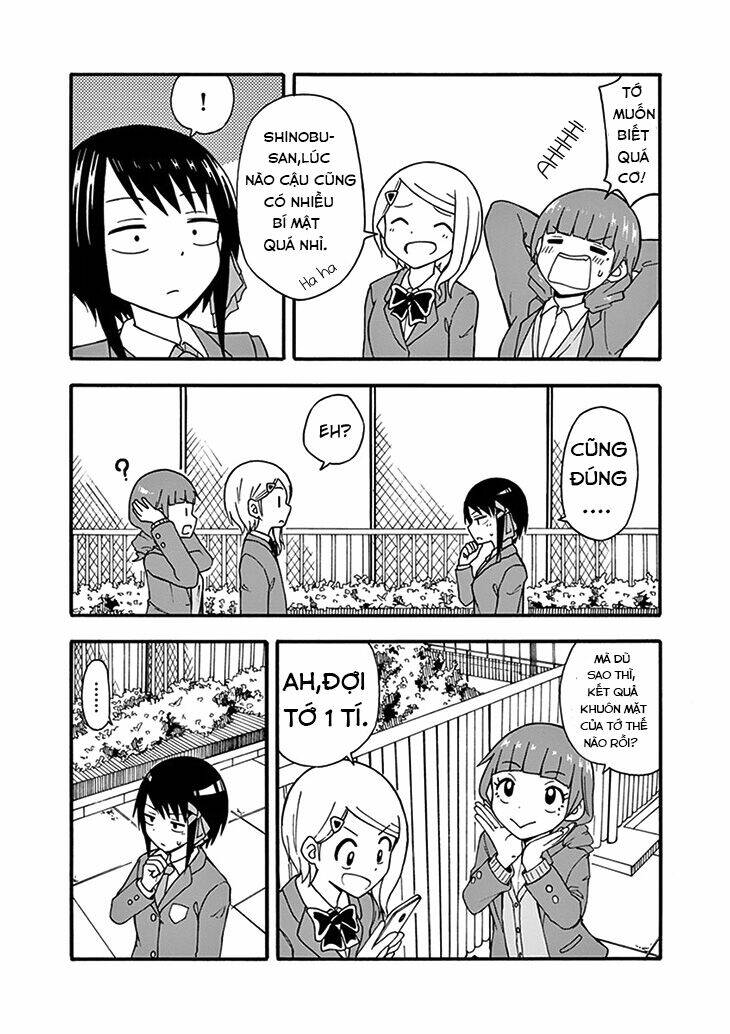 TỚ
MUỐN
BIẾT
QUÁ
CƠ!
AHHHH!
SHINOBU-
SAN,LÚC
NÀO CẬU CŨNG
CÓ NHIỀU
BÍ MẬT
QUÁ NHỈ.
Ha ha
!
CŨNG
ĐÚNG
....
EH?
?
MÀ DÙ
SAO THÌ,
KẾT QUẢ
KHUÔN MẶT
CỦA TỚ THẾ
NÀO RỒI?
AH,ĐỢI
TỚ 1 TÍ.
......